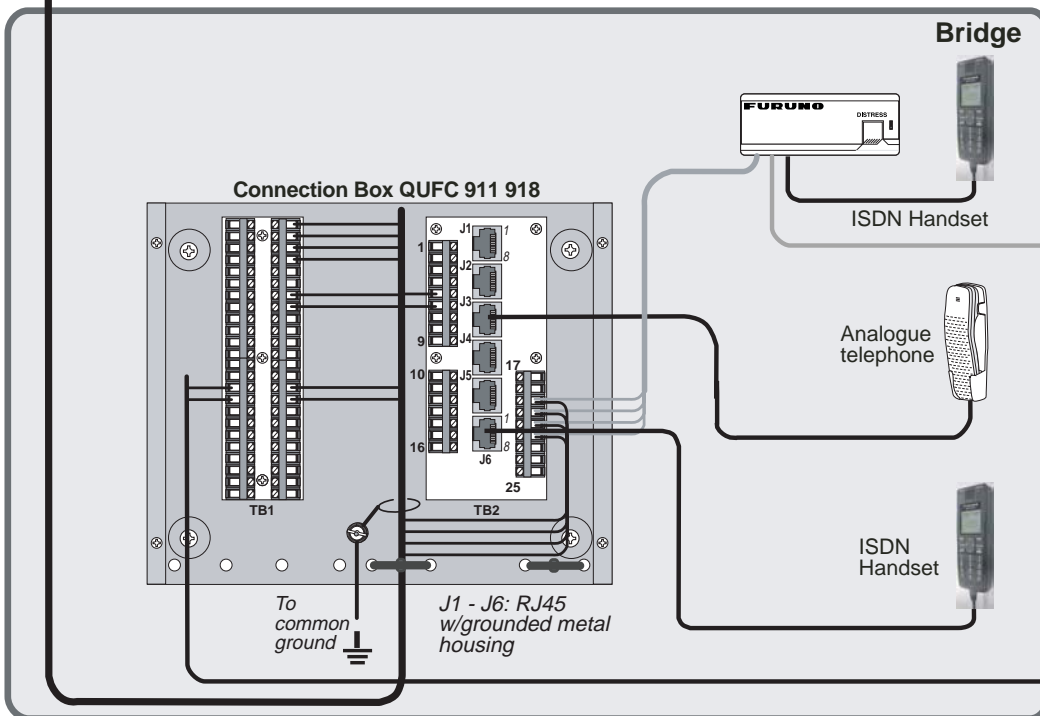 Bridge
FURUNO
DISTRESS
ISDN Handset
Connection Box QUFC 911 918
J1
1
1
8
J2
J3
9
J4
10
J5
17
1
16
8
J6
25
TB1
TB2
Analogue
telephone
ISDN
Handset
To
common
ground
J1 - J6: RJ45
w/grounded metal
housing